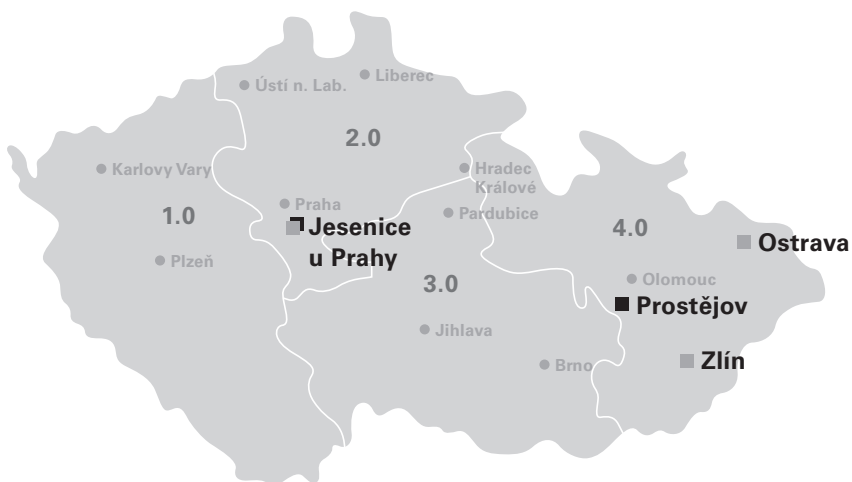 Liberec
Ústí n. Lab.
2.0
Karlovy Vary
Hradec
Králové
Praha
Pardubice
1.0
Jesenice
u Prahy
4.0
Ostrava
Plzeň
3.0
Olomouc
Prostějov
Jihlava
Zlín
Brno